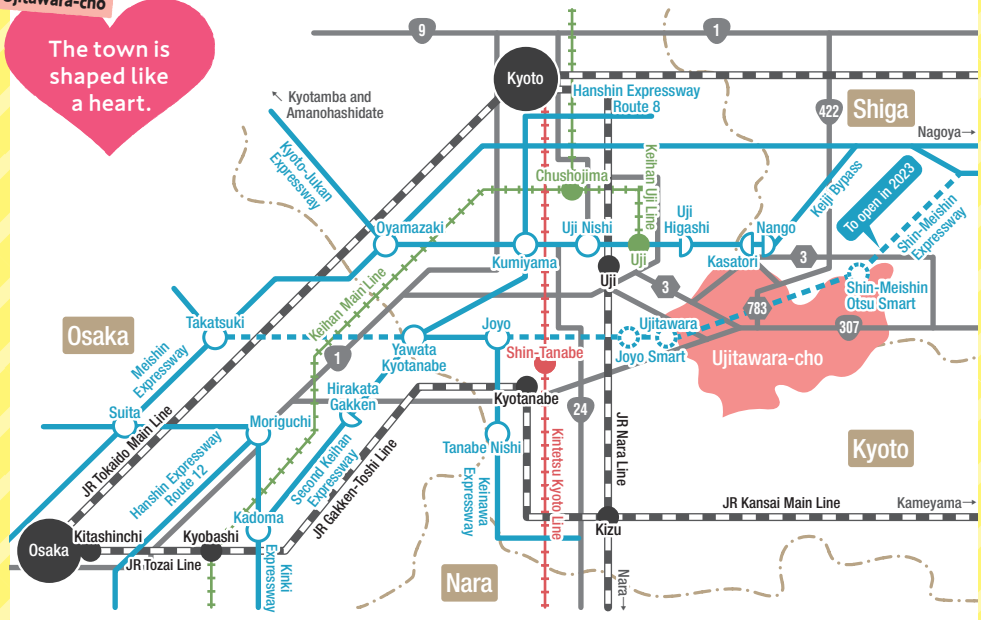 Ujitawara-cho
The town is
shaped like
a heart.
9
1
Kyoto
Kyotamba and
Amanohashidate
Hanshin Expressway
Route 8
422
Shiga
Nagoya→
Kyoto-Jukan
Expressway
Chushojima
Keihan Uji Line
Keiji Bypass
To open in 2023
Shin-Meishin
Expressway
Oyamazaki
Uji Nishi
Uji
Higashi
Nango
Kumiyama
Uji
Kasatori
3
Keihan Main Line
Uji
3
Shin-Meishin
Otsu Smart
783
307
Osaka
Takatsuki
Yawata
Kyotanabe
Joyo
Ujitawara
Joyo Smart
Ujitawara-cho
1
Shin-Tanabe
Meishin
Expressway
Hirakata
Gakken
Kyotanabe
24
Suita
Moriguchi
JR Tokaido Main Line
Hanshin Expressway
Route 12
Second Keihan
Expressway
JR Gakken-Toshi Line
Tanabe Nishi
Keinawa
Expressway
Kintetsu Kyoto Line
JR Nara Line
Kyoto
JR Kansai Main Line
Kameyama→
Kadoma
Kizu
Osaka
Kitashinchi
Kyobashi
JR Tozai Line
Kinki
Expressway
Nara
Nara→